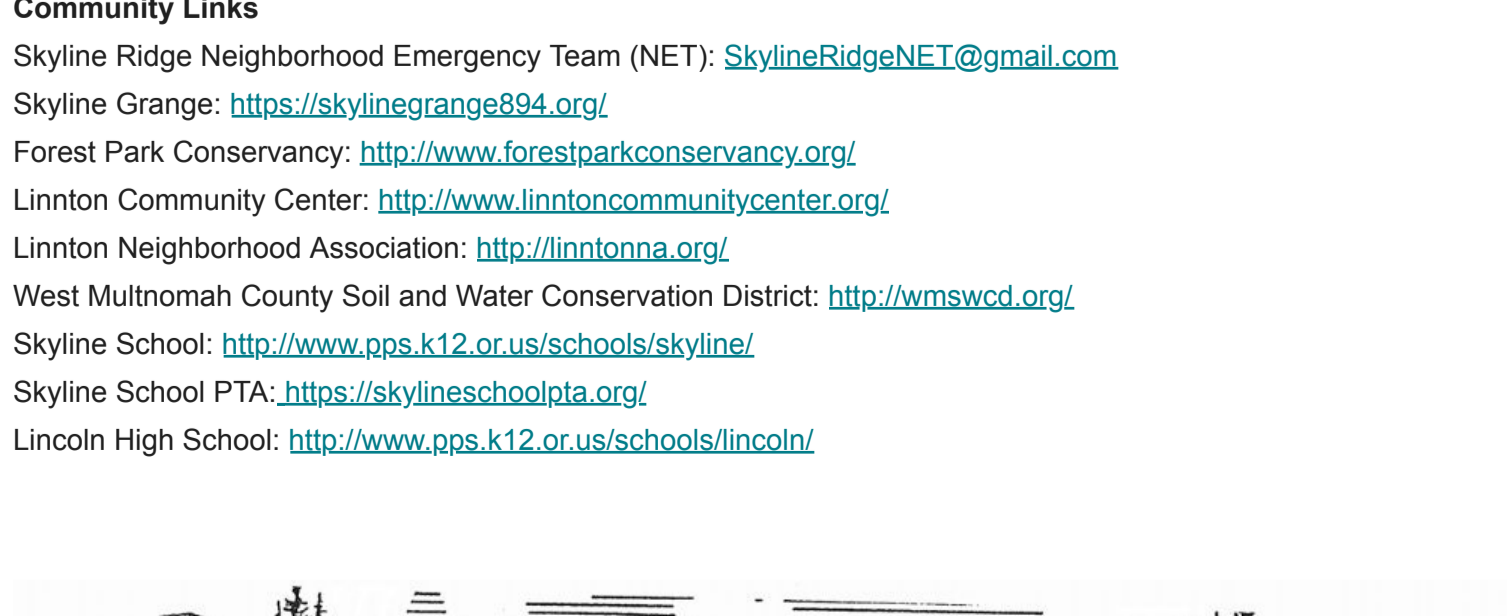 Community Links
Skyline Ridge Neighborhood Emergency Team (NET): SkylineRidgeNET@gmail.com
Skyline Grange: https://skylinegrange894.org/
Forest Park Conservancy: http://www.forestparkconservancy.org/
Linnton Community Center: http://www.linntoncommunitycenter.org/
Linnton Neighborhood Association: http://linntonna.org/
West Multnomah County Soil and Water Conservation District: http://wmswcd.org/
Skyline School: http://www.pps.k12.or.us/schools/skyline/
Skyline School PTA: https://skylineschoolpta.org/
Lincoln High School: http://www.pps.k12.or.us/schools/lincoln/